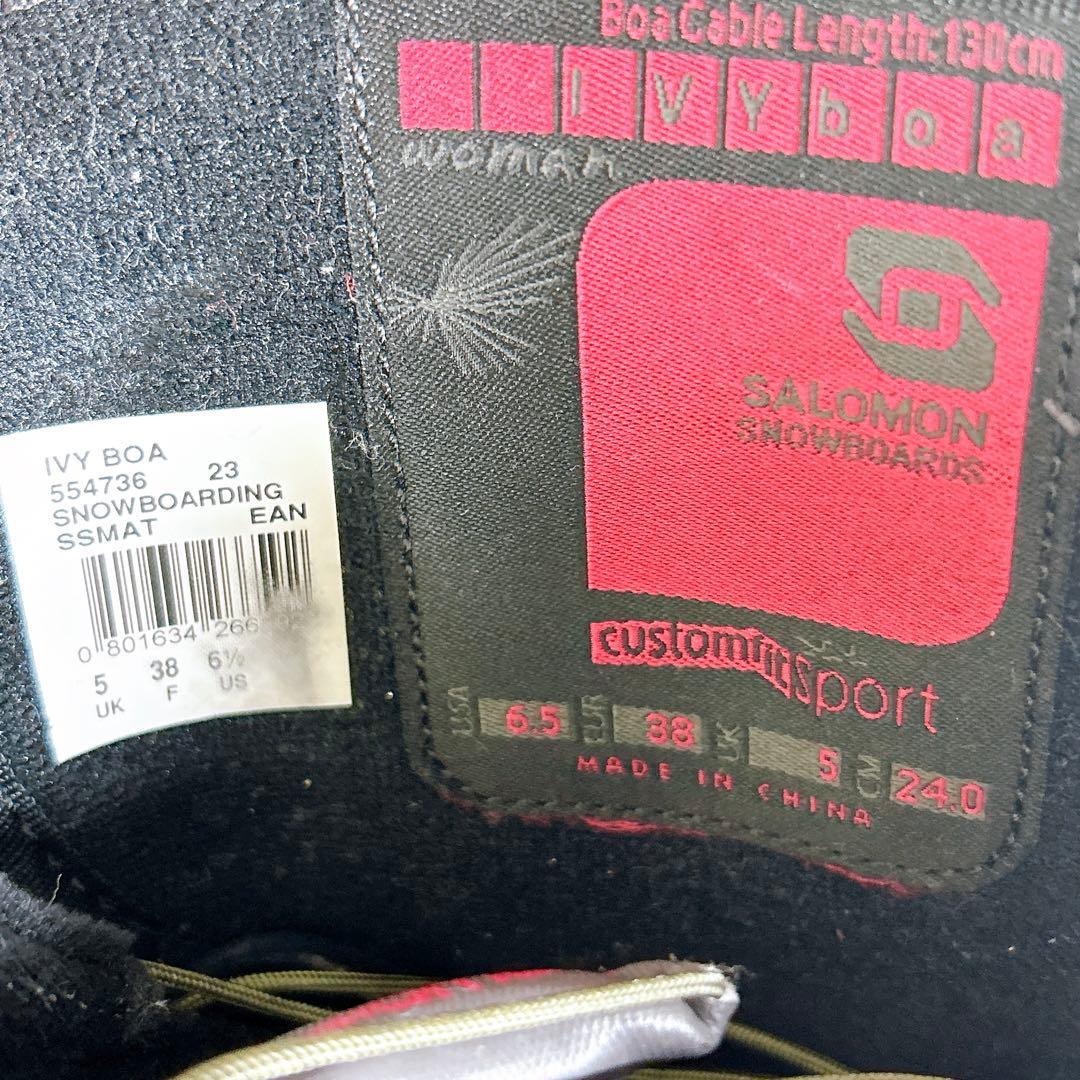 Boa Cable Length:130cm
IVYboa
woman
SALOMON
SNOWBOARDS
customfit Sport
USA 6.5 EUR 38 UK 5 CM 24.0
MADE IN CHINA
IVY BOA
554736 23
SNOWBOARDING
SSMAT EAN
0 801634 266
5 38 6½
UK F US